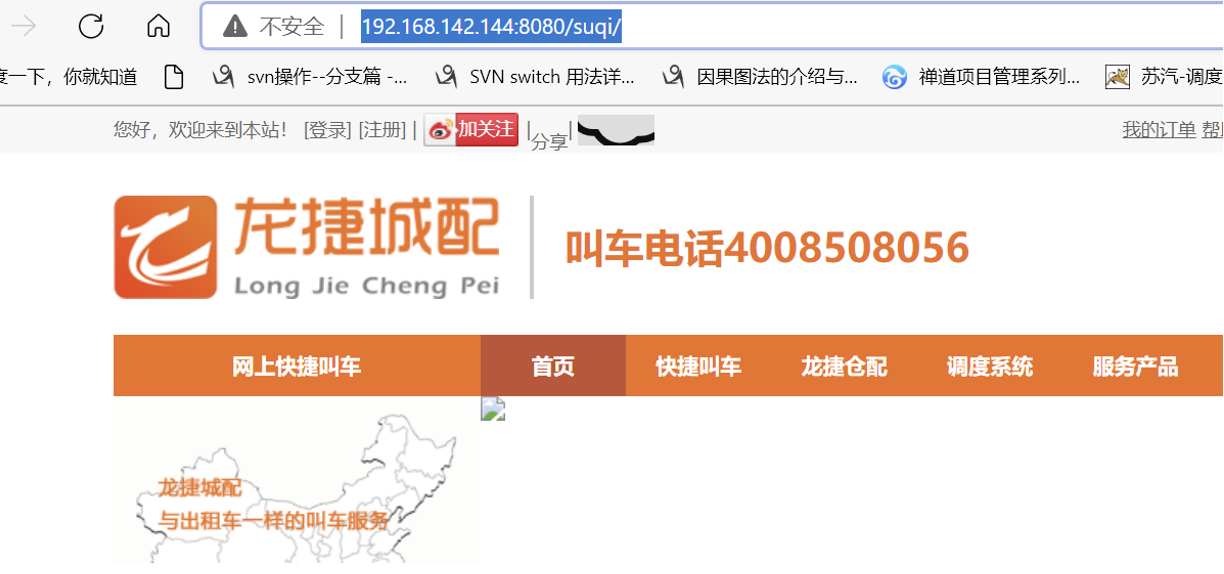 不安全 | 192.168.142.144:8080/suqi/
度一下，你就知道 svn操作--分支篇 -... SVN switch 用法详... 因果图法的介绍与... 禅道项目管理系列... 苏汽-调度
您好，欢迎来到本站！ [登录] [注册] | 加关注 | 分享 | 我的订单 帮
龙捷城配
Long Jie Cheng Pei
叫车电话4008508056
网上快捷叫车 首页 快捷叫车 龙捷仓配 调度系统 服务产品
龙捷城配
与出租车一样的叫车服务